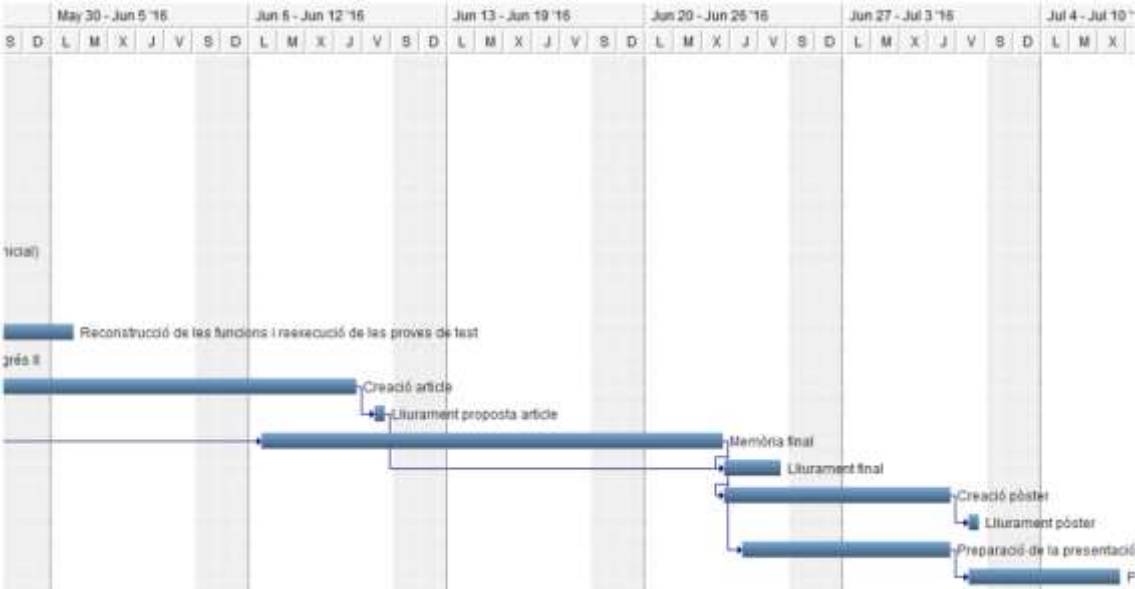 May 30 - Jun 5 '16 Jun 6 - Jun 12 '16 Jun 13 - Jun 19 '16 Jun 20 - Jun 26 '16 Jun 27 - Jul 3 '16 Jul 4 - Jul 10 '
S D L M X J V S D L M X J V S D L M X J V S D L M X J V S D L M X J V S D L M X
nicial)
Reconstrucció de les funcions i reexecució de les proves de test
grés II
Creació article
Lliurament proposta article
Memòria final
Lliurament final
Creació pòster
Lliurament pòster
Preparació de la presentació
P